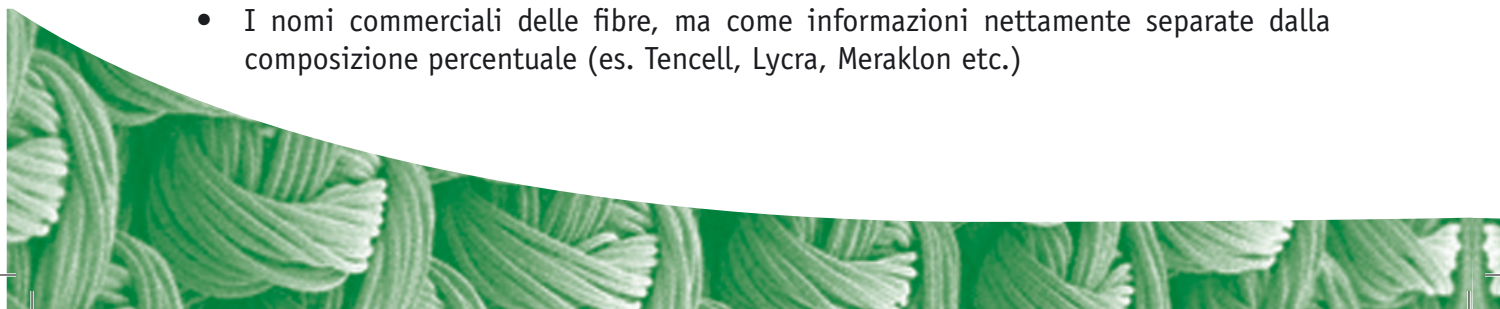 • I nomi commerciali delle fibre, ma come informazioni nettamente separate dalla
composizione percentuale (es. Tencell, Lycra, Meraklon etc.)